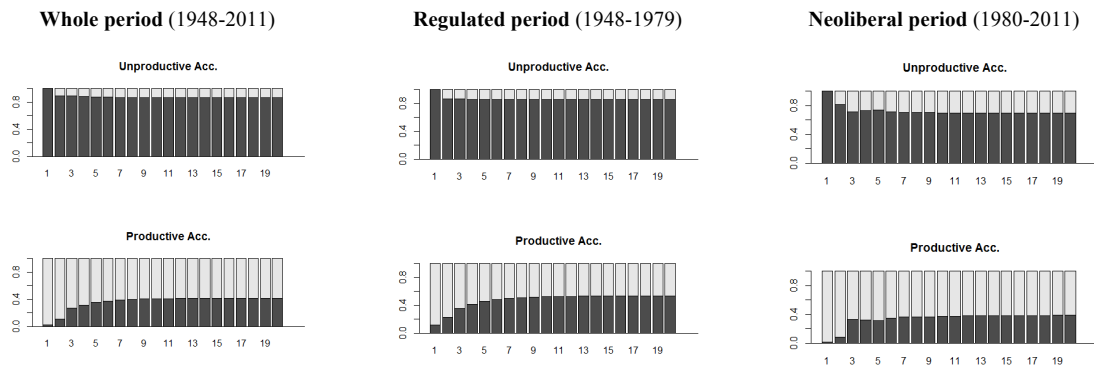 Whole period (1948-2011)
Regulated period (1948-1979)
Neoliberal period (1980-2011)
Unproductive Acc.
0.0 0.4 0.8
1 3 5 7 9 11 13 15 17 19
Unproductive Acc.
0.0 0.4 0.8
1 3 5 7 9 11 13 15 17 19
Unproductive Acc.
0.0 0.4 0.8
1 3 5 7 9 11 13 15 17 19
Productive Acc.
0.0 0.4 0.8
1 3 5 7 9 11 13 15 17 19
Productive Acc.
0.0 0.4 0.8
1 3 5 7 9 11 13 15 17 19
Productive Acc.
0.0 0.4 0.8
1 3 5 7 9 11 13 15 17 19